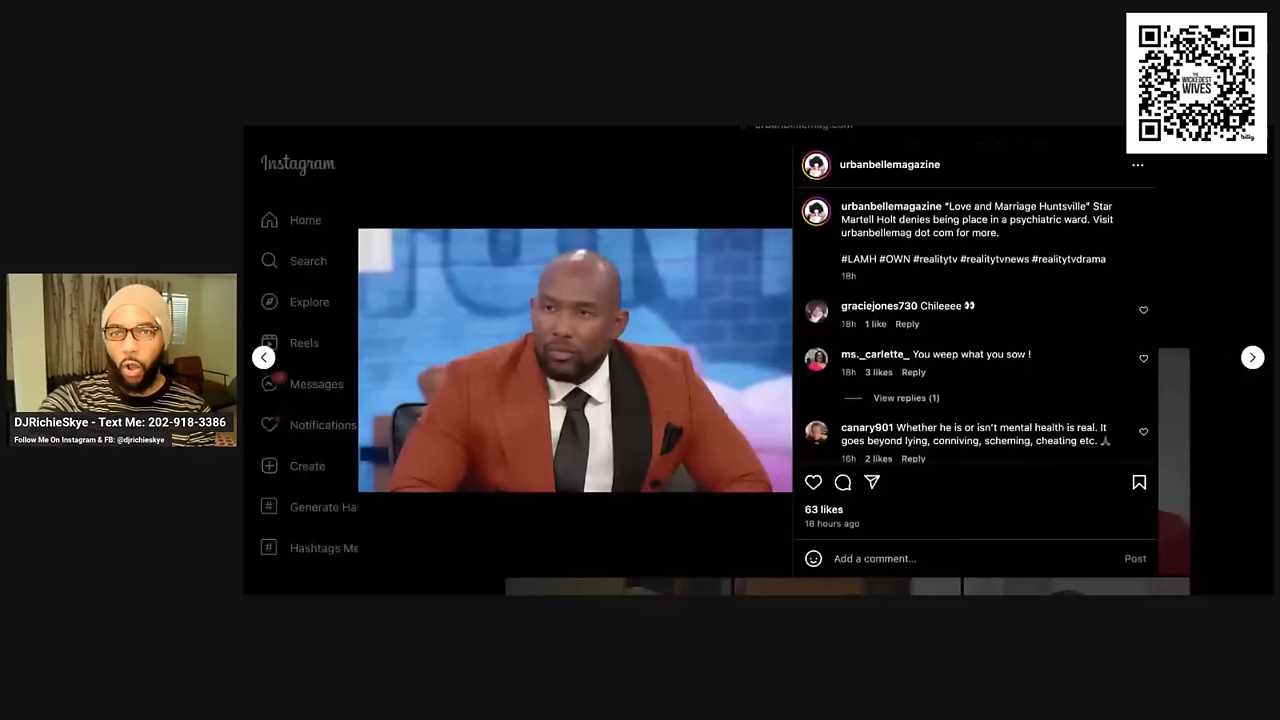 THE
WICKEDEST
WIVES
bitly
Instagram
Home
Search
Explore
Reels
Messages
Notifications
Create
Generate Ha
Hashtags Me
DJRichieSkye - Text Me: 202-918-3386
Follow Me On Instagram & FB: @djrichieskye
urbanbellemag.com
urbanbellemagazine
urbanbellemagazine “Love and Marriage Huntsville” Star
Martell Holt denies being place in a psychiatric ward. Visit
urbanbellemag dot com for more.
#LAMH #OWN #realitytv #realitytvnews #realitytvdrama
18h
graciejones730 Chileeee 👀
18h 1 like Reply
ms._carlette_ You weep what you sow !
18h 3 likes Reply
View replies (1)
canary901 Whether he is or isn't mental health is real. It
goes beyond lying, conniving, scheming, cheating etc. 🙏🏾
16h 2 likes Reply
63 likes
18 hours ago
Add a comment...
Post